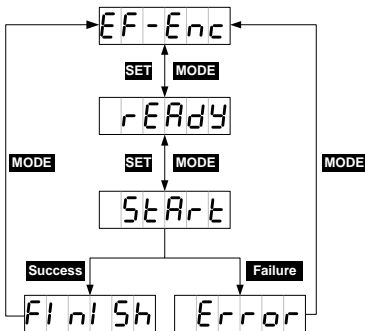 EF-Enc
SET MODE
rEAdy
MODE SET MODE MODE
StArt
Success Failure
FInISh Error